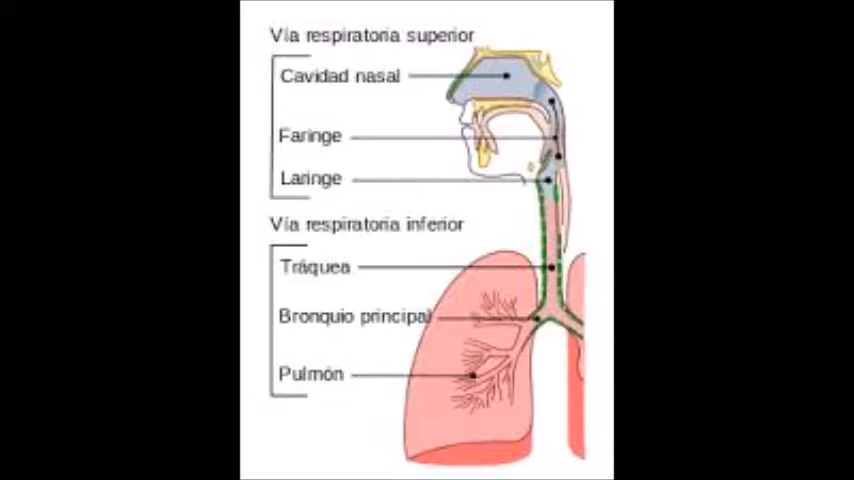 Vía respiratoria superior
Cavidad nasal
Faringe
Laringe
Vía respiratoria inferior
Tráquea
Bronquio principal
Pulmón